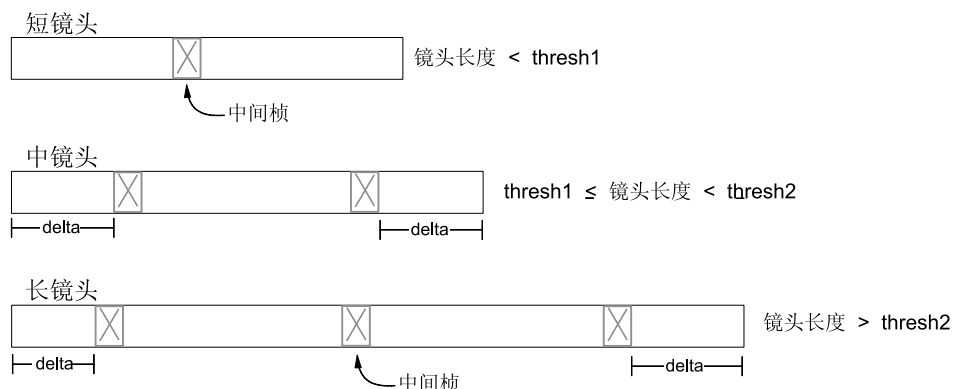 短镜头
镜头长度 < thresh1
中间桢
中镜头
thresh1 ≤ 镜头长度 < thresh2
delta
delta
长镜头
镜头长度 > thresh2
delta
delta
中间桢